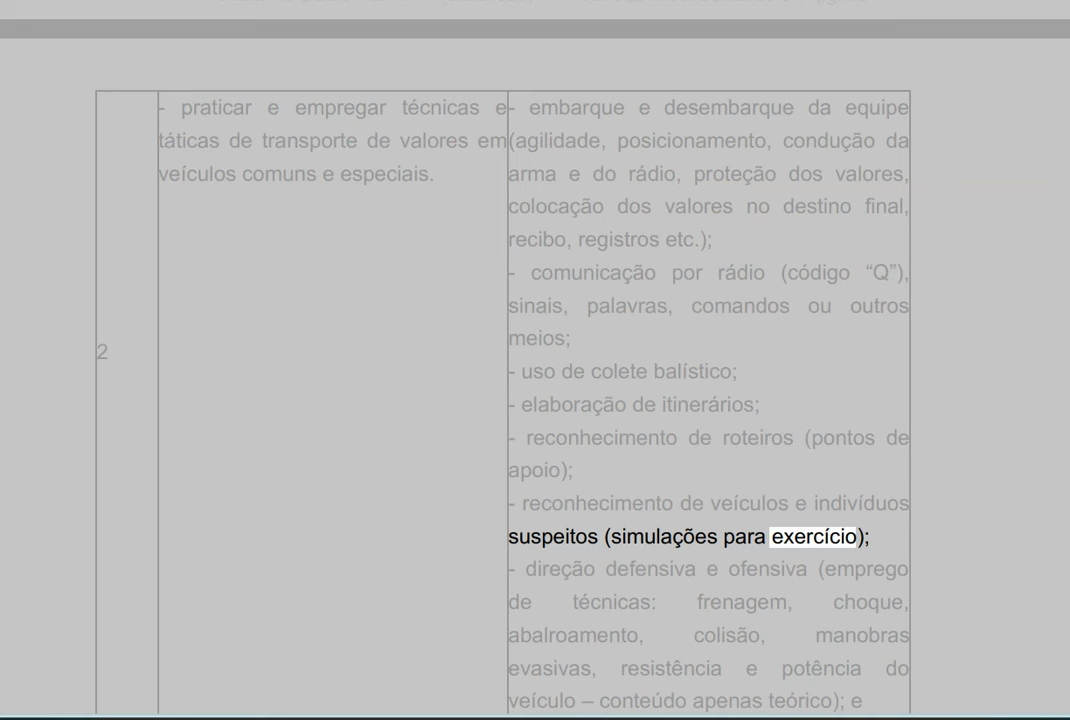 - praticar e empregar técnicas e
táticas de transporte de valores em
veículos comuns e especiais.
2
- embarque e desembarque da equipe
(agilidade, posicionamento, condução da
arma e do rádio, proteção dos valores,
colocação dos valores no destino final,
recibo, registros etc.);
- comunicação por rádio (código “Q”),
sinais, palavras, comandos ou outros
meios;
- uso de colete balístico;
- elaboração de itinerários;
- reconhecimento de roteiros (pontos de
apoio);
- reconhecimento de veículos e indivíduos
suspeitos (simulações para exercício);
- direção defensiva e ofensiva (emprego
de técnicas: frenagem, choque,
abalroamento, colisão, manobras
evasivas, resistência e potência do
veículo – conteúdo apenas teórico); e